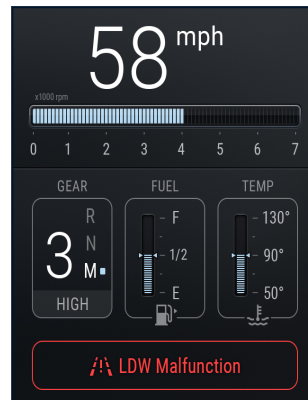 58 mph
x1000 rpm
0 1 2 3 4 5 6 7
GEAR FUEL TEMP
R F 130°
3 N 1/2 90°
M E 50°
HIGH
LDW Malfunction